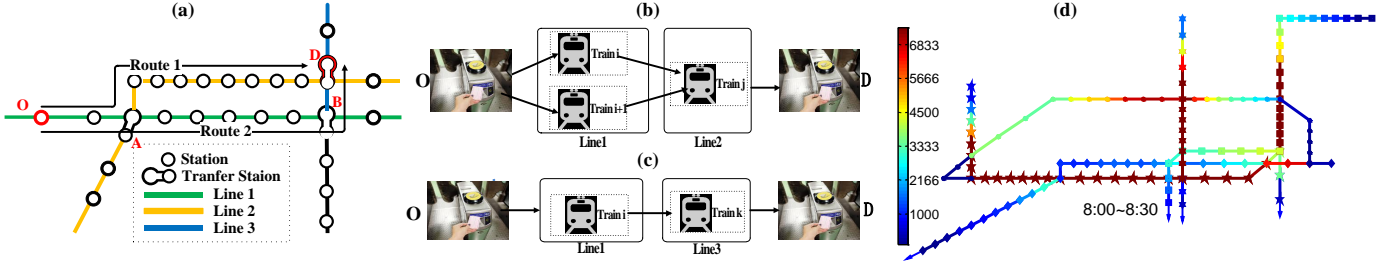 (a)
Route 1
O
D
B
Route 2
A
Station
Tranfer Staion
Line 1
Line 2
Line 3
(b)
O
Train i
Train i+1
Train j
D
Line1
Line2
(c)
O
Train i
Train k
D
Line1
Line3
(d)
6833
5666
4500
3333
2166
1000
8:00~8:30